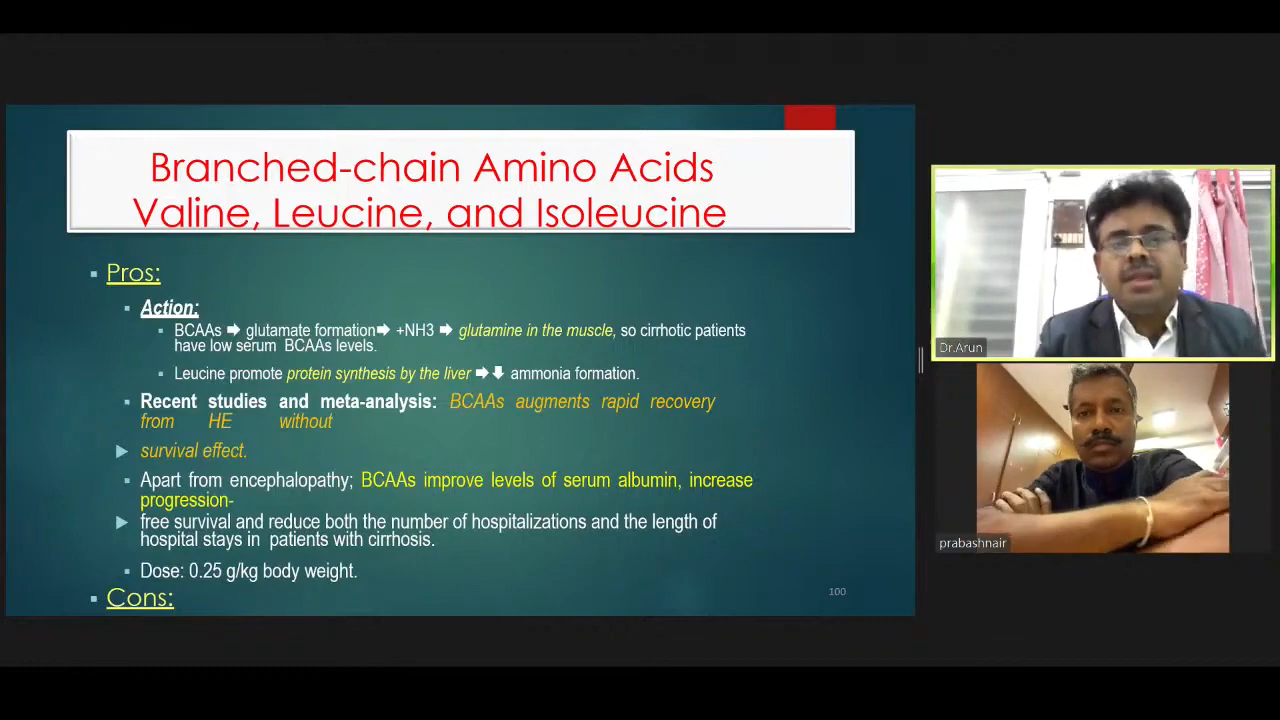 Branched-chain Amino Acids
Valine, Leucine, and Isoleucine
▪ Pros:
▪ Action:
▪ BCAAs 🡆 glutamate formation🡆 +NH3 🡆 glutamine in the muscle, so cirrhotic patients
have low serum BCAAs levels.
▪ Leucine promote protein synthesis by the liver 🡆🡇 ammonia formation.
▪ Recent studies and meta-analysis: BCAAs augments rapid recovery
from HE without
▶ survival effect.
▪ Apart from encephalopathy; BCAAs improve levels of serum albumin, increase
progression-
▶ free survival and reduce both the number of hospitalizations and the length of
hospital stays in patients with cirrhosis.
▪ Dose: 0.25 g/kg body weight.
▪ Cons:
100
Dr.Arun
prabashnair